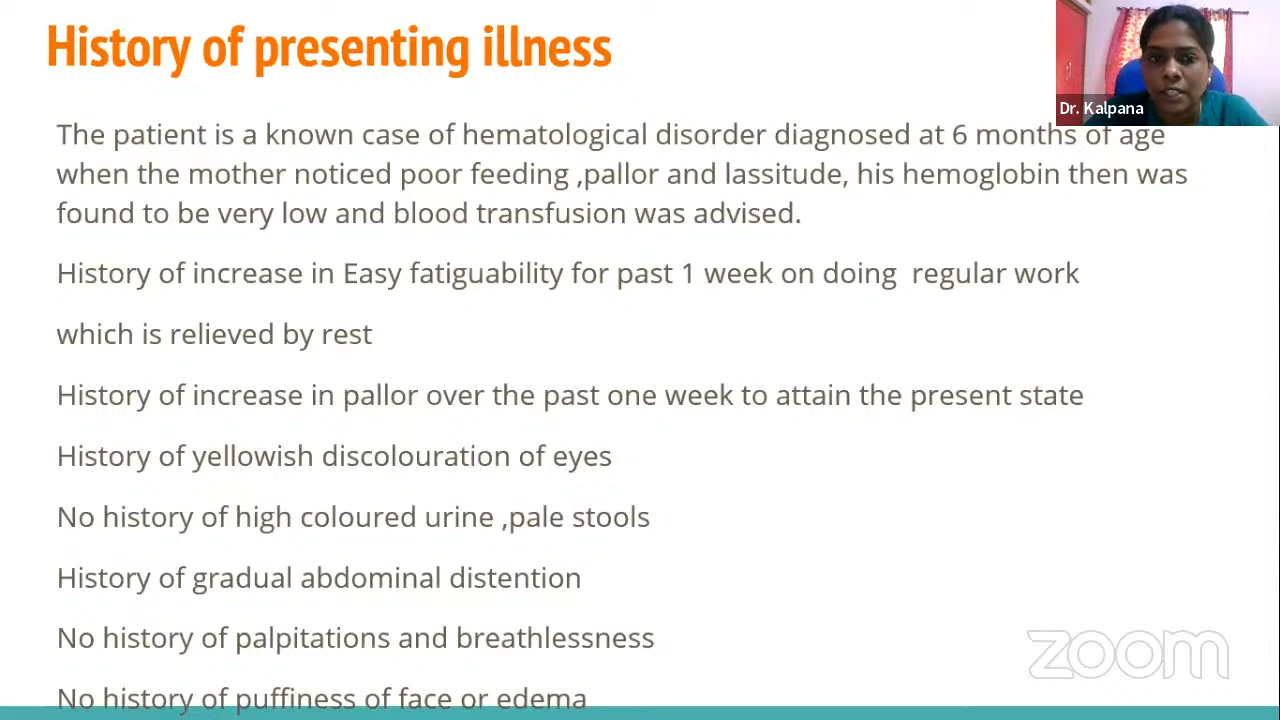 History of presenting illness
Dr. Kalpana
The patient is a known case of hematological disorder diagnosed at 6 months of age
when the mother noticed poor feeding ,pallor and lassitude, his hemoglobin then was
found to be very low and blood transfusion was advised.
History of increase in Easy fatiguability for past 1 week on doing  regular work
which is relieved by rest
History of increase in pallor over the past one week to attain the present state
History of yellowish discolouration of eyes
No history of high coloured urine ,pale stools
History of gradual abdominal distention
No history of palpitations and breathlessness
zoom
No history of puffiness of face or edema